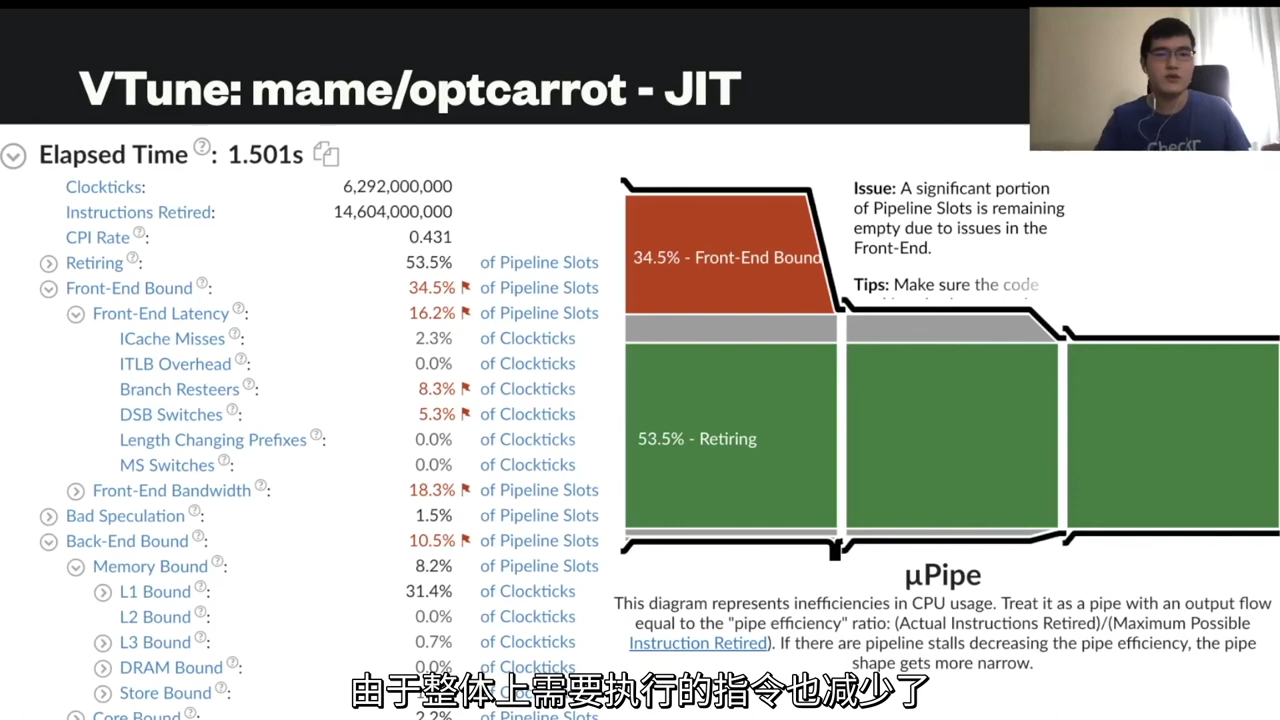 VTune: mame/optcarrot - JIT
Checkr
Elapsed Time ?: 1.501s
Clockticks: 6,292,000,000
Instructions Retired: 14,604,000,000
CPI Rate ?: 0.431
Retiring ?: 53.5% of Pipeline Slots
Front-End Bound ?: 34.5% of Pipeline Slots
Front-End Latency ?: 16.2% of Pipeline Slots
ICache Misses ?: 2.3% of Clockticks
ITLB Overhead ?: 0.0% of Clockticks
Branch Resteers ?: 8.3% of Clockticks
DSB Switches ?: 5.3% of Clockticks
Length Changing Prefixes ?: 0.0% of Clockticks
MS Switches ?: 0.0% of Clockticks
Front-End Bandwidth ?: 18.3% of Pipeline Slots
Bad Speculation ?: 1.5% of Pipeline Slots
Back-End Bound ?: 10.5% of Pipeline Slots
Memory Bound ?: 8.2% of Pipeline Slots
L1 Bound ?: 31.4% of Clockticks
L2 Bound ?: 0.0% of Clockticks
L3 Bound ?: 0.7% of Clockticks
DRAM Bound ?: 0.0% of Clockticks
Store Bound ?: of Clockticks
Core Bound ?: 2.2% of Pipeline Slots
34.5% - Front-End Bound
53.5% - Retiring
Issue: A significant portion
of Pipeline Slots is remaining
empty due to issues in the
Front-End.
Tips: Make sure the code
µPipe
This diagram represents inefficiencies in CPU usage. Treat it as a pipe with an output flow
equal to the "pipe efficiency" ratio: (Actual Instructions Retired)/(Maximum Possible
Instruction Retired). If there are pipeline stalls decreasing the pipe efficiency, the pipe
shape gets more narrow.
由于整体上需要执行的指令也减少了